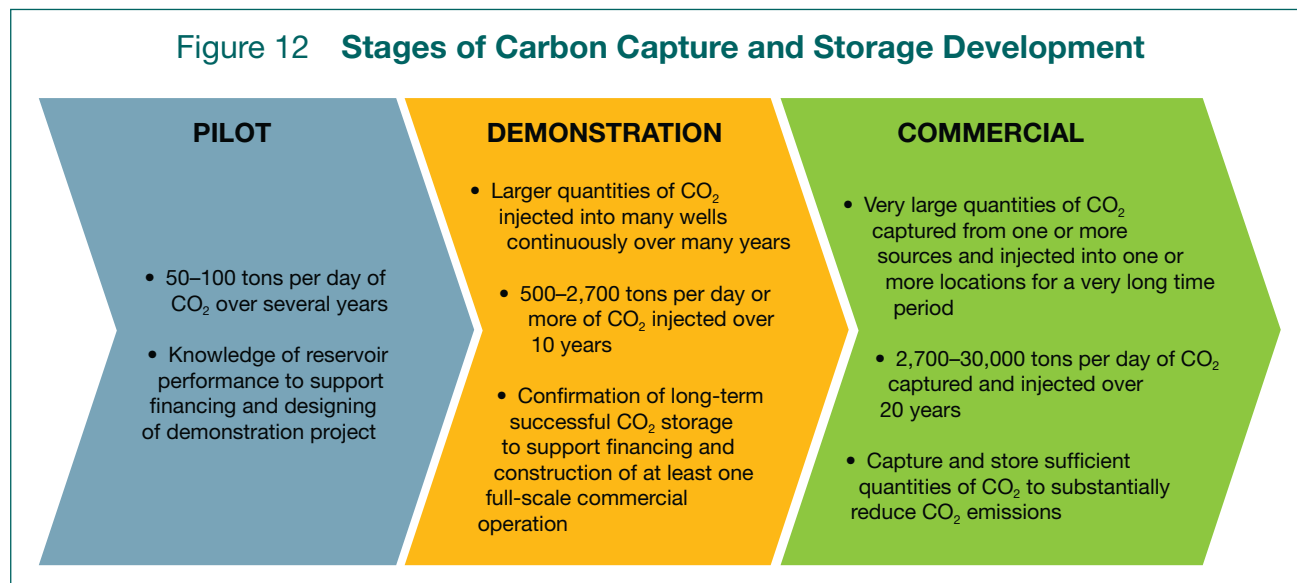 Figure 12 Stages of Carbon Capture and Storage Development
PILOT
• 50–100 tons per day of
CO₂ over several years
• Knowledge of reservoir
performance to support
financing and designing
of demonstration project
DEMONSTRATION
• Larger quantities of CO₂
injected into many wells
continuously over many years
• 500–2,700 tons per day or
more of CO₂ injected over
10 years
• Confirmation of long-term
successful CO₂ storage
to support financing and
construction of at least one
full-scale commercial
operation
COMMERCIAL
• Very large quantities of CO₂
captured from one or more
sources and injected into one or
more locations for a very long time
period
• 2,700–30,000 tons per day of CO₂
captured and injected over
20 years
• Capture and store sufficient
quantities of CO₂ to substantially
reduce CO₂ emissions